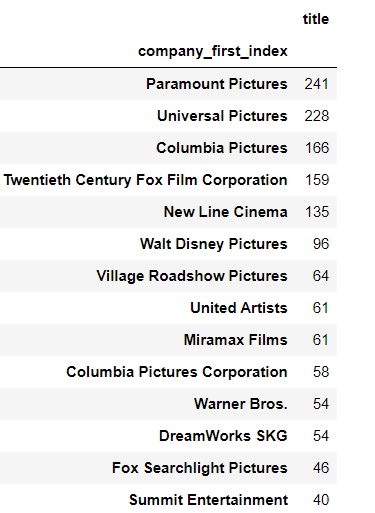 title
company_first_index
Paramount Pictures 241
Universal Pictures 228
Columbia Pictures 166
Twentieth Century Fox Film Corporation 159
New Line Cinema 135
Walt Disney Pictures 96
Village Roadshow Pictures 64
United Artists 61
Miramax Films 61
Columbia Pictures Corporation 58
Warner Bros. 54
DreamWorks SKG 54
Fox Searchlight Pictures 46
Summit Entertainment 40